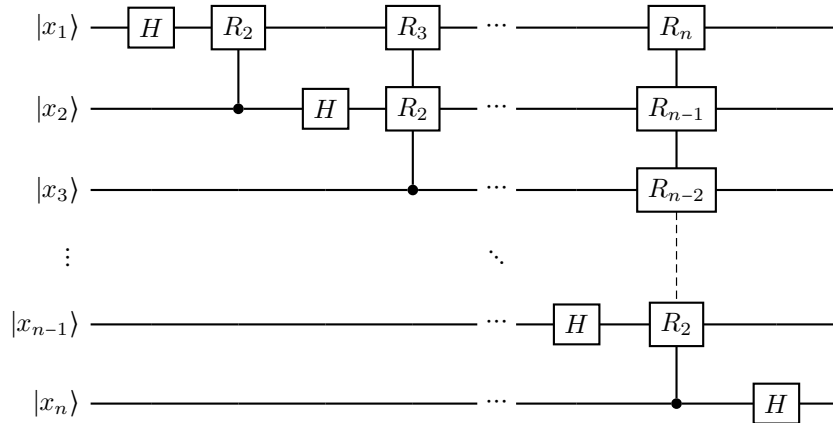 |x₁⟩ H R₂ R₃ ⋯ Rₙ
|x₂⟩ H R₂ ⋯ Rₙ₋₁
|x₃⟩ ⋯ Rₙ₋₂
⋮ ⋱
|xₙ₋₁⟩ ⋯ H R₂
|xₙ⟩ ⋯ H